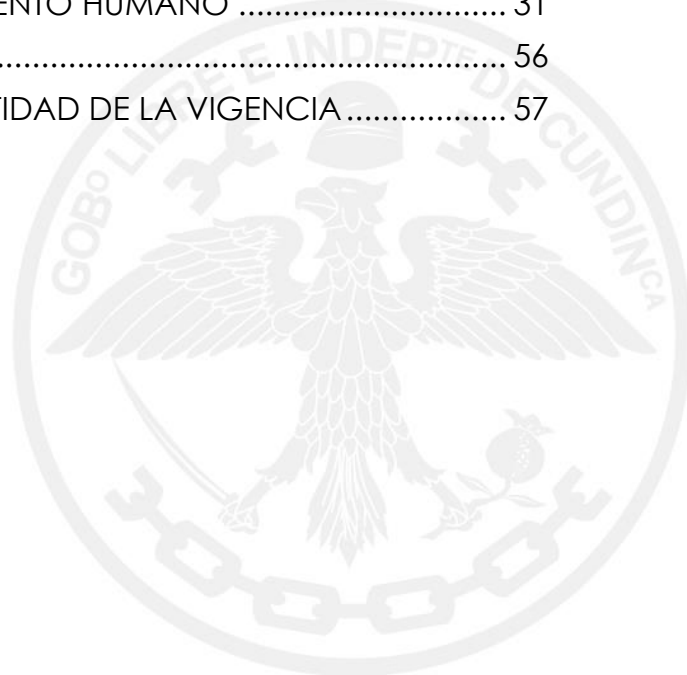 ENTO HUMANO ................................ 31
.............................................................. 56
TIDAD DE LA VIGENCIA .................. 57
GOBº LIBRE E INDEPTE DE CUNDINCA